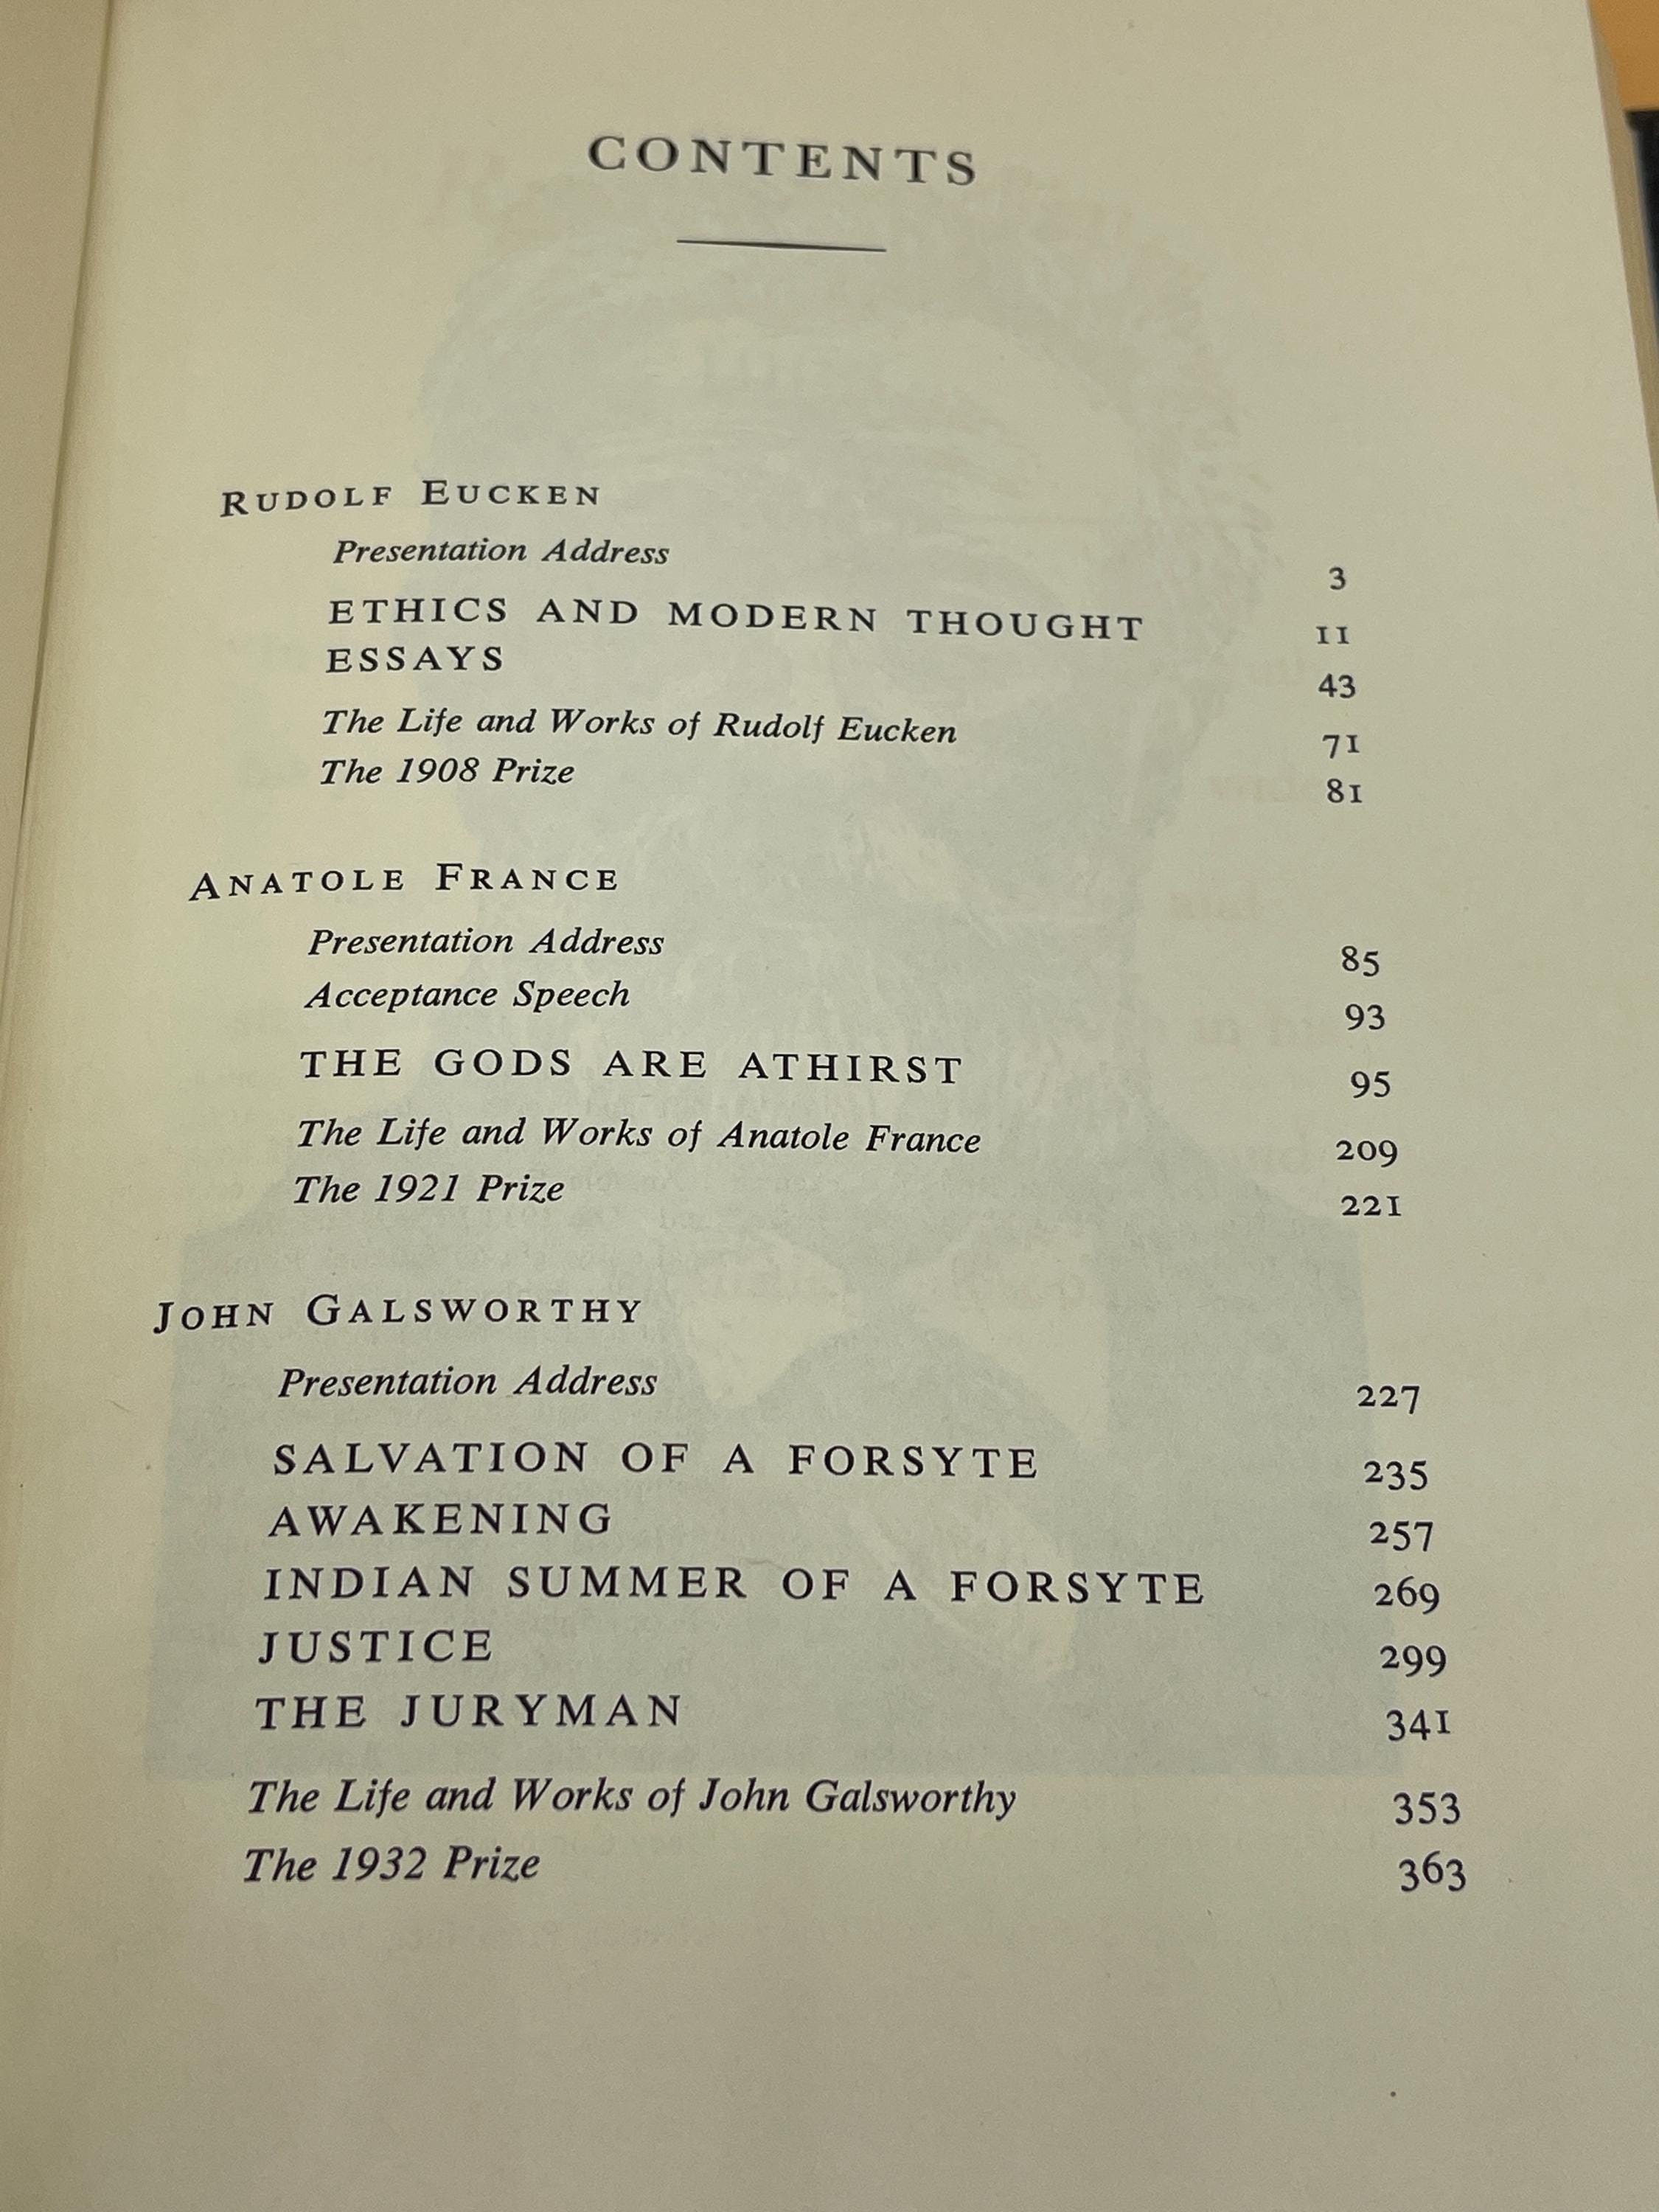 CONTENTS
RUDOLF EUCKEN
Presentation Address 3
ETHICS AND MODERN THOUGHT 11
ESSAYS 43
The Life and Works of Rudolf Eucken 71
The 1908 Prize 81
ANATOLE FRANCE
Presentation Address 85
Acceptance Speech 93
THE GODS ARE ATHIRST 95
The Life and Works of Anatole France 209
The 1921 Prize 221
JOHN GALSWORTHY
Presentation Address 227
SALVATION OF A FORSYTE 235
AWAKENING 257
INDIAN SUMMER OF A FORSYTE 269
JUSTICE 299
THE JURYMAN 341
The Life and Works of John Galsworthy 353
The 1932 Prize 363